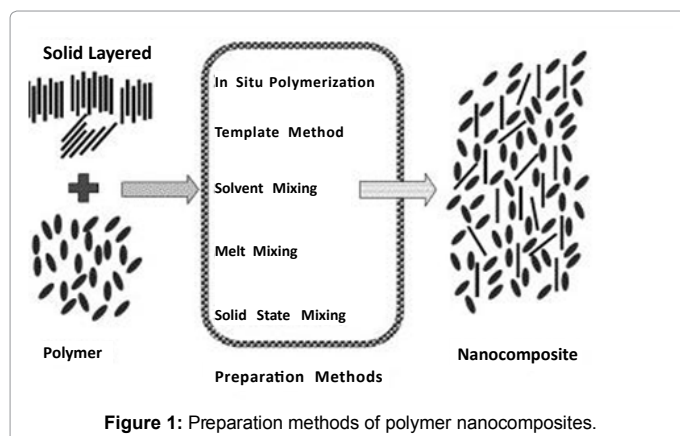 Solid Layered
In Situ Polymerization
Template Method
Solvent Mixing
Melt Mixing
Solid State Mixing
Polymer
Nanocomposite
Preparation Methods
Figure 1: Preparation methods of polymer nanocomposites.